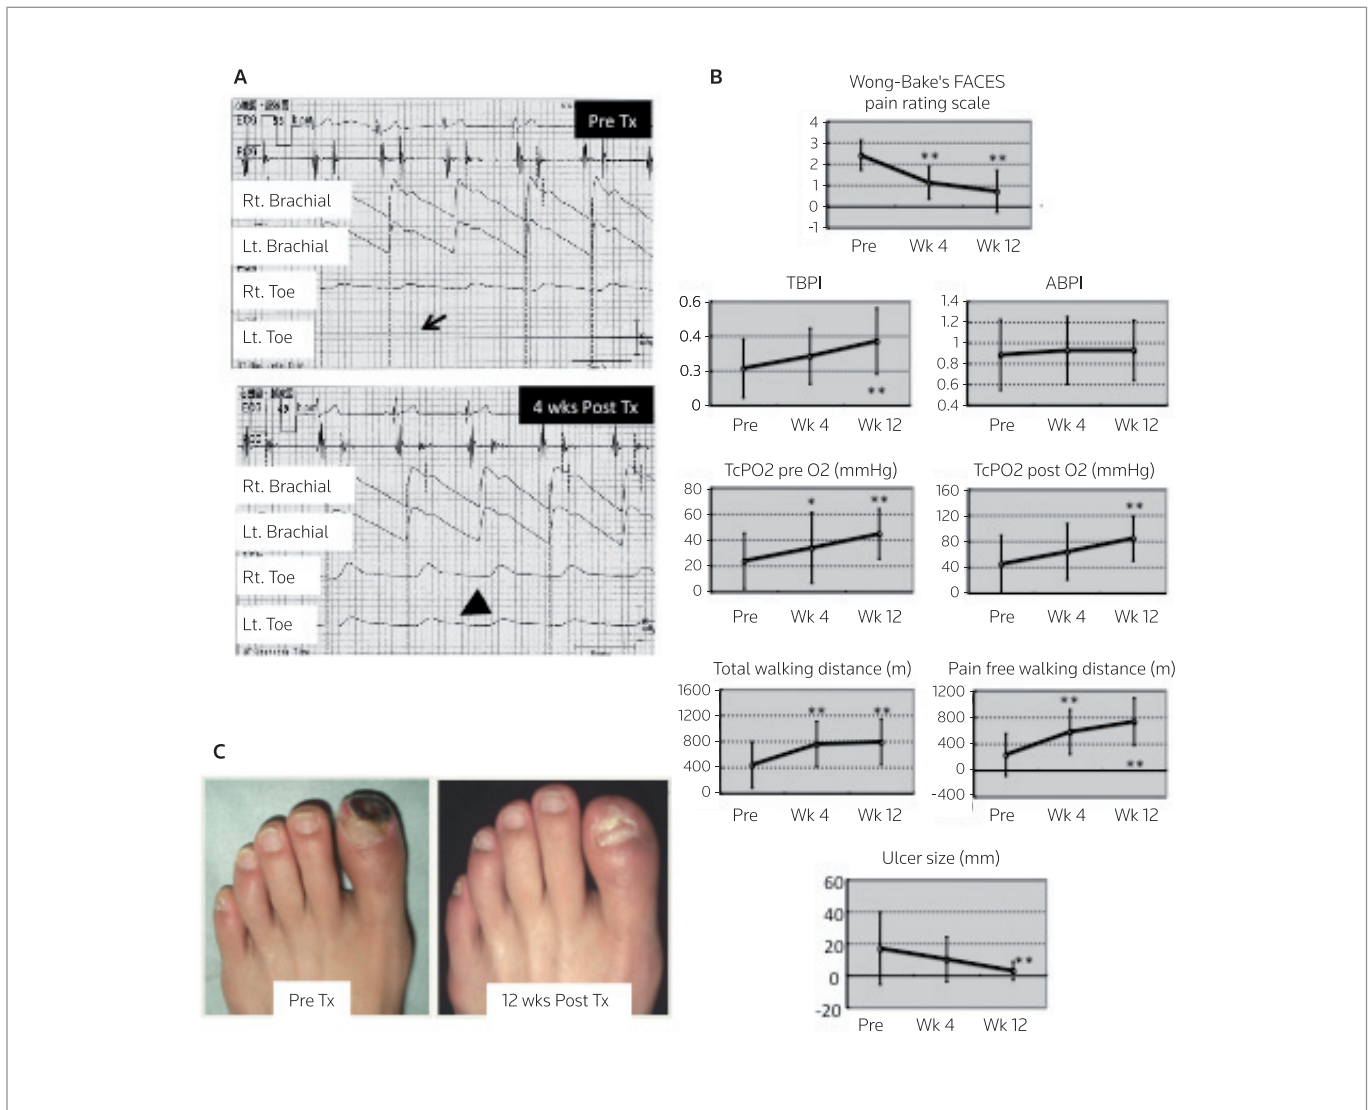 A
Pre Tx
Rt. Brachial
Lt. Brachial
Rt. Toe
Lt. Toe
4 wks Post Tx
Rt. Brachial
Lt. Brachial
Rt. Toe
Lt. Toe
B
Wong-Bake's FACES
pain rating scale
4
3
2
1
0
-1
** **
Pre Wk 4 Wk 12
TBPI
0.6
0.4
0.3
0
**
Pre Wk 4 Wk 12
ABPI
1.4
1.2
1
0.8
0.6
0.4
Pre Wk 4 Wk 12
TcPO2 pre O2 (mmHg)
80
60
40
20
0
* **
Pre Wk 4 Wk 12
TcPO2 post O2 (mmHg)
160
120
80
40
0
**
Pre Wk 4 Wk 12
Total walking distance (m)
1600
1200
800
400
0
** **
Pre Wk 4 Wk 12
Pain free walking distance (m)
1200
800
400
0
-400
**
**
Pre Wk 4 Wk 12
Ulcer size (mm)
60
40
20
0
-20
**
Pre Wk 4 Wk 12
C
Pre Tx
12 wks Post Tx